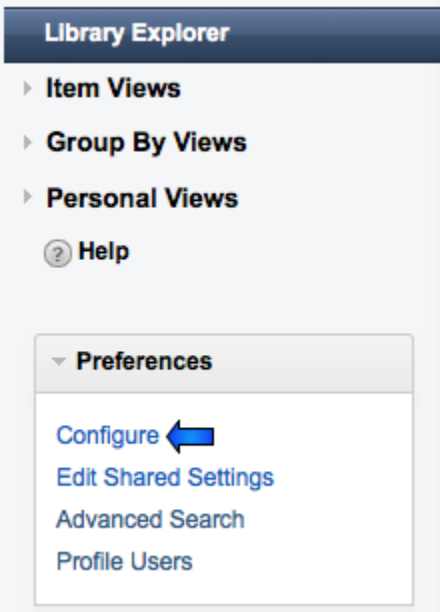 Library Explorer
Item Views
Group By Views
Personal Views
? Help
Preferences
Configure
Edit Shared Settings
Advanced Search
Profile Users